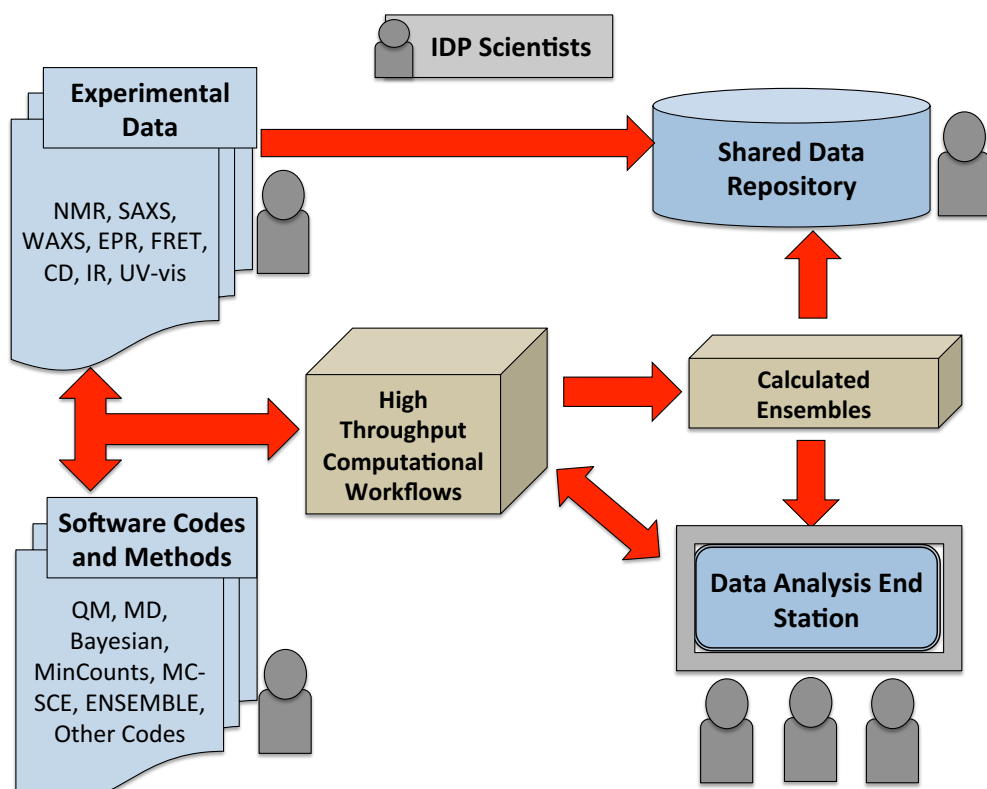 IDP Scientists
Experimental
Data
NMR, SAXS,
WAXS, EPR, FRET,
CD, IR, UV-vis
Shared Data
Repository
High
Throughput
Computational
Workflows
Calculated
Ensembles
Software Codes
and Methods
QM, MD,
Bayesian,
MinCounts, MC-
SCE, ENSEMBLE,
Other Codes
Data Analysis End
Station